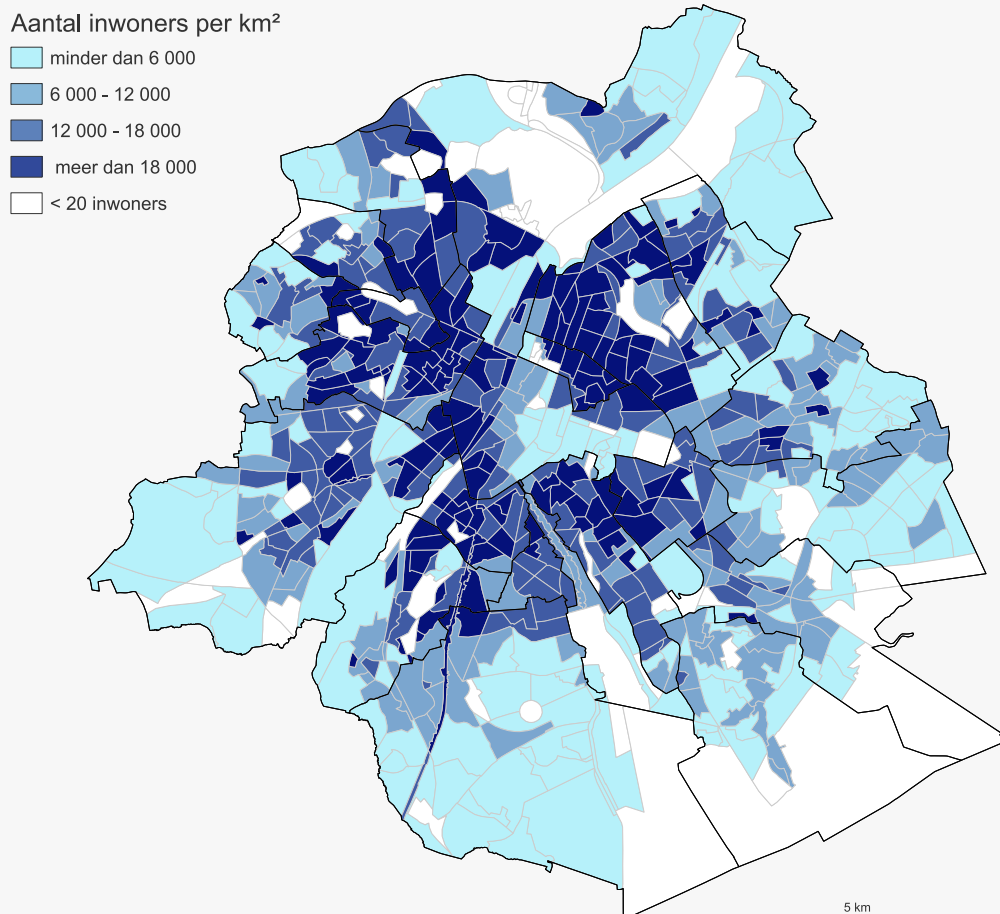 Aantal inwoners per km²
minder dan 6 000
6 000 - 12 000
12 000 - 18 000
meer dan 18 000
< 20 inwoners
5 km